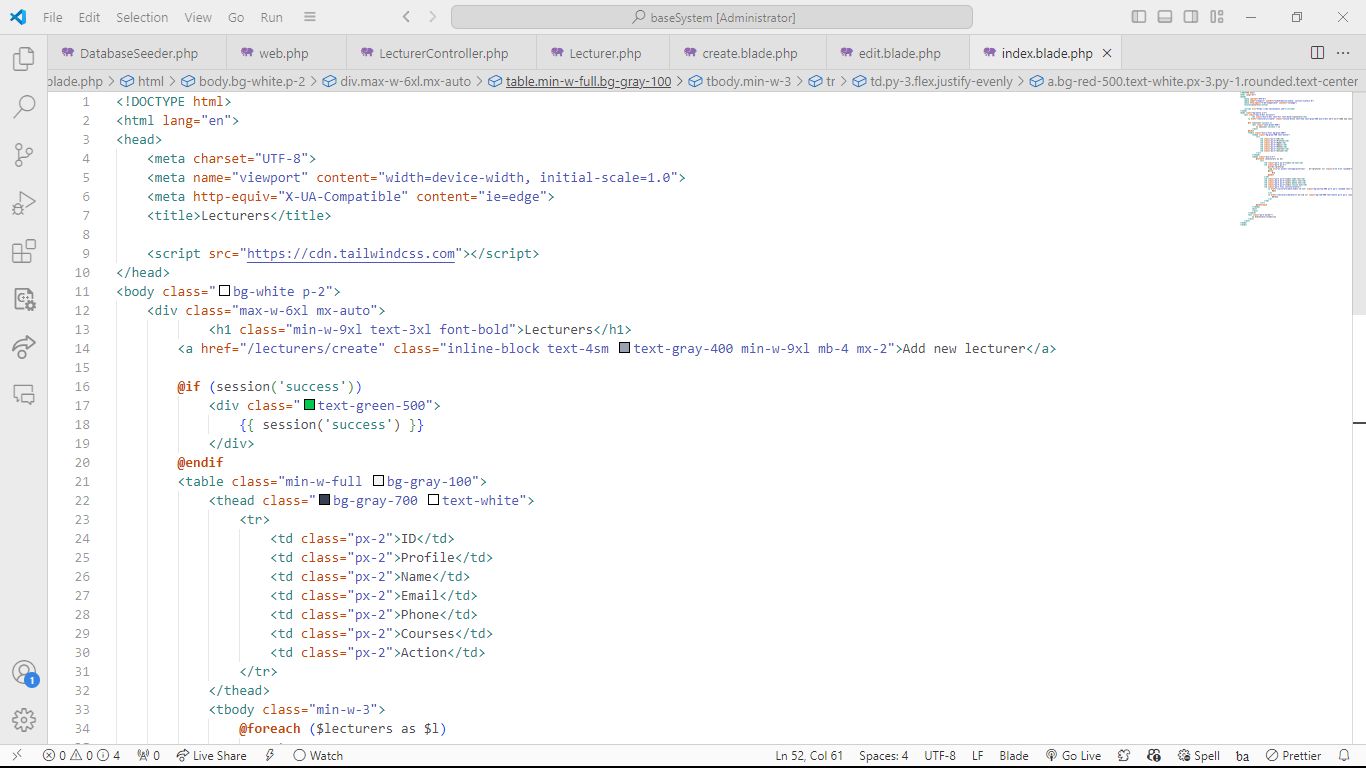 File Edit Selection View Go Run
baseSystem [Administrator]
DatabaseSeeder.php web.php LecturerController.php Lecturer.php create.blade.php edit.blade.php index.blade.php
blade.php > html > body.bg-white.p-2 > div.max-w-6xl.mx-auto > table.min-w-full.bg-gray-100 > tbody.min-w-3 > tr > td.py-3.flex.justify-evenly > a.bg-red-500.text-white.px-3.py-1.rounded.text-center
1 <!DOCTYPE html>
2 <html lang="en">
3 <head>
4 <meta charset="UTF-8">
5 <meta name="viewport" content="width=device-width, initial-scale=1.0">
6 <meta http-equiv="X-UA-Compatible" content="ie=edge">
7 <title>Lecturers</title>
8
9 <script src="https://cdn.tailwindcss.com"></script>
10 </head>
11 <body class="bg-white p-2">
12 <div class="max-w-6xl mx-auto">
13 <h1 class="min-w-9xl text-3xl font-bold">Lecturers</h1>
14 <a href="/lecturers/create" class="inline-block text-4sm text-gray-400 min-w-9xl mb-4 mx-2">Add new lecturer</a>
15
16 @if (session('success'))
17 <div class="text-green-500">
18 {{ session('success') }}
19 </div>
20 @endif
21 <table class="min-w-full bg-gray-100">
22 <thead class="bg-gray-700 text-white">
23 <tr>
24 <td class="px-2">ID</td>
25 <td class="px-2">Profile</td>
26 <td class="px-2">Name</td>
27 <td class="px-2">Email</td>
28 <td class="px-2">Phone</td>
29 <td class="px-2">Courses</td>
30 <td class="px-2">Action</td>
31 </tr>
32 </thead>
33 <tbody class="min-w-3">
34 @foreach ($lecturers as $l)
1
0 0 4 0 Live Share Watch Ln 52, Col 61 Spaces: 4 UTF-8 LF Blade Go Live Spell ba Prettier